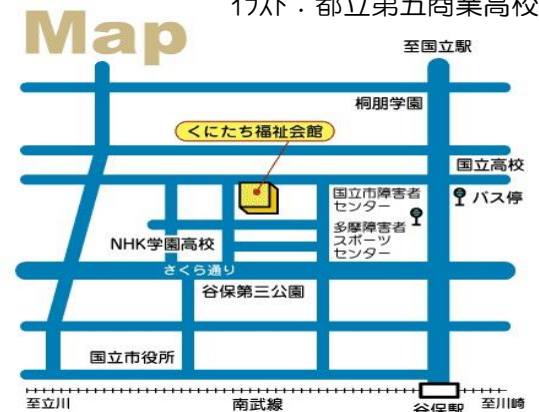 イラスト：都立第五商業高校
Map
至国立駅
桐朋学園
くにたち福祉会館
国立高校
国立市障害者
センター
バス停
多摩障害者
スポーツ
センター
NHK学園高校
さくら通り
谷保第三公園
国立市役所
至立川
南武線
谷保駅
至川崎